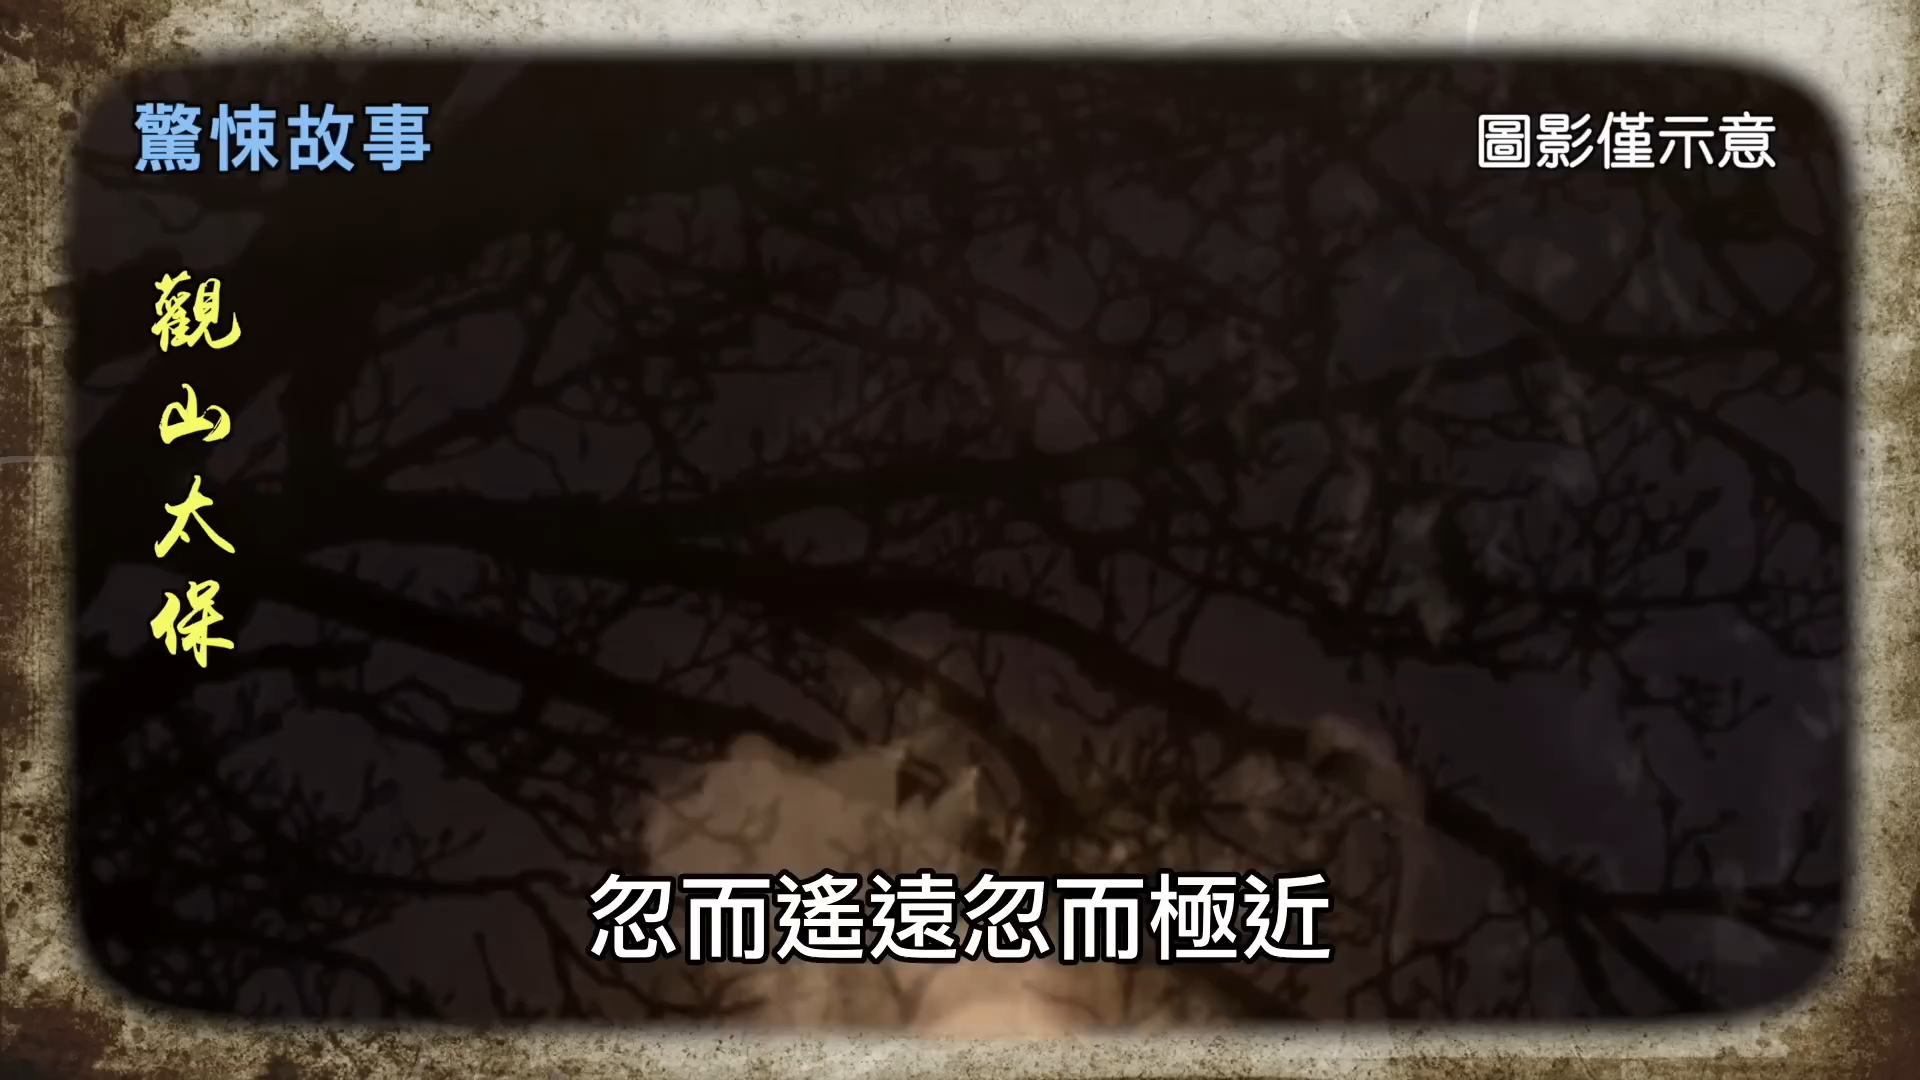 驚悚故事
圖影僅示意
觀山太保
忽而遙遠忽而極近